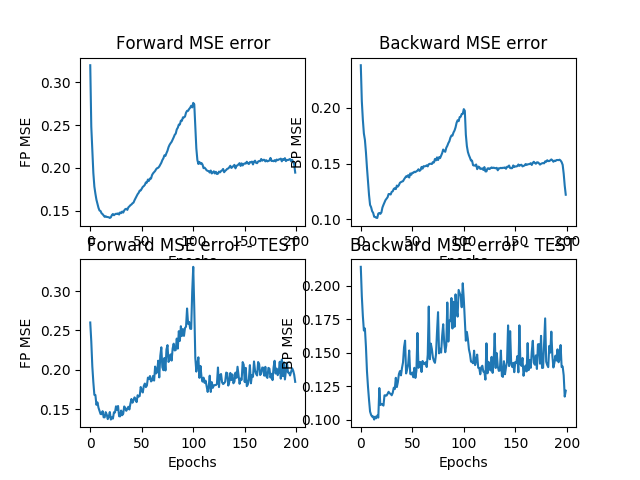 Forward MSE error
Backward MSE error
0.30
0.25
0.20
0.15
FP MSE
0 50 100 150 200
Epochs
0.20
0.15
0.10
BP MSE
0 50 100 150 200
Epochs
Forward MSE error - TEST
Backward MSE error - TEST
0.30
0.25
0.20
0.15
FP MSE
0 50 100 150 200
Epochs
0.200
0.175
0.150
0.125
0.100
BP MSE
0 50 100 150 200
Epochs